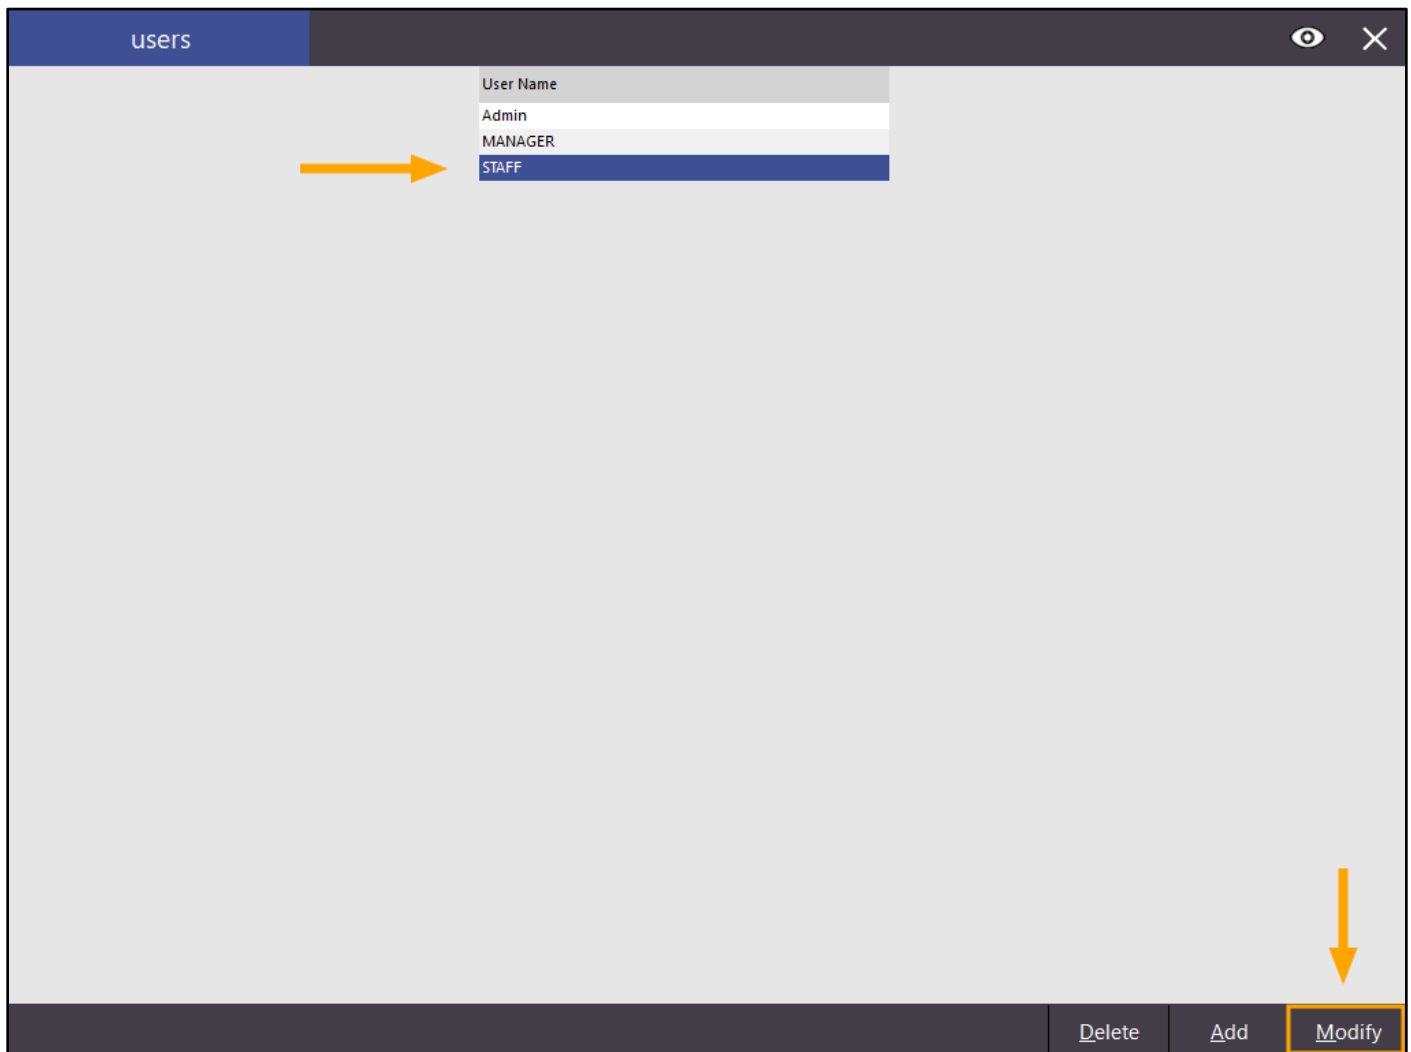 users
User Name
Admin
MANAGER
STAFF
Delete Add Modify